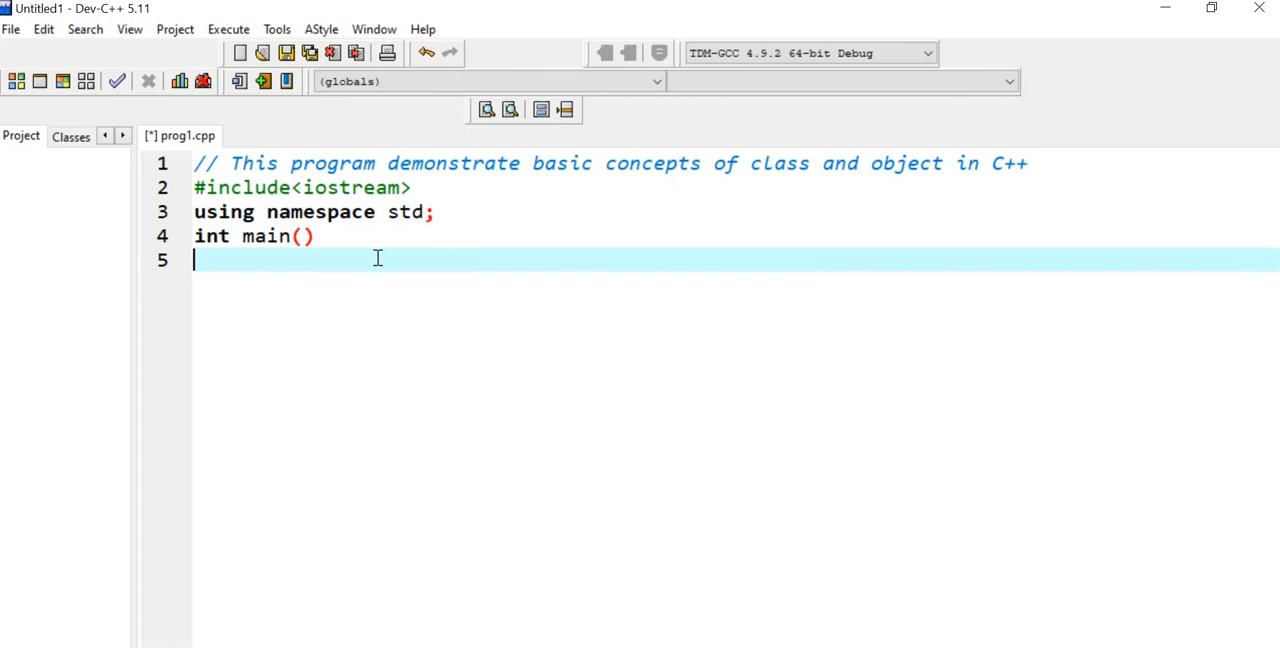 Untitled1 - Dev-C++ 5.11
File Edit Search View Project Execute Tools AStyle Window Help
TDM-GCC 4.9.2 64-bit Debug
(globals)
Project Classes [*] prog1.cpp
1 // This program demonstrate basic concepts of class and object in C++
2 #include<iostream>
3 using namespace std;
4 int main()
5